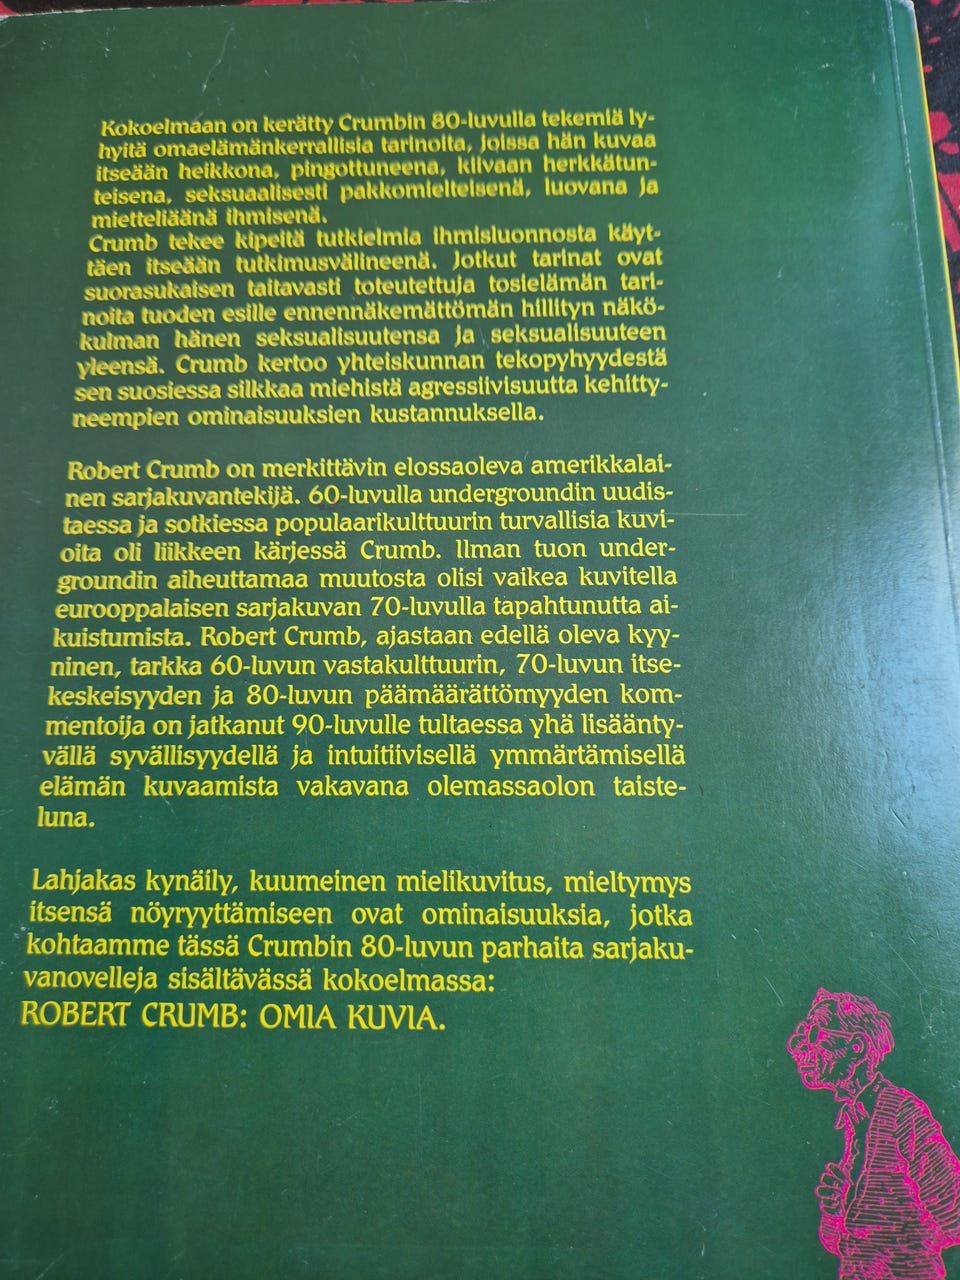 Kokoelmaan on kerätty Crumbin 80-luvulla tekemiä ly-
hyitä omaelämänkerrallisia tarinoita, joissa hän kuvaa
itseään heikkona, pingottuneena, kiivaan herkkätun-
teisena, seksuaalisesti pakkomielteisenä, luovana ja
mietteliäänä ihmisenä.
Crumb tekee kipeitä tutkielmia ihmisluonnosta käyt-
täen itseään tutkimusvälineenä. Jotkut tarinat ovat
suorasukaisen taitavasti toteutettuja tosielämän tari-
noita tuoden esille ennennäkemättömän hillityn näkö-
kulman hänen seksualisuutensa ja seksualisuuteen
yleensä. Crumb kertoo yhteiskunnan tekopyhyydestä
sen suosiessa silkkaa miehistä agressiivisuutta kehitty-
neempien ominaisuuksien kustannuksella.
Robert Crumb on merkittävin elossaoleva amerikkalai-
nen sarjakuvantekijä. 60-luvulla undergroundin uudis-
taessa ja sotkiessa populaarikulttuurin turvallisia kuvi-
oita oli liikkeen kärjessä Crumb. Ilman tuon under-
groundin aiheuttamaa muutosta olisi vaikea kuvitella
eurooppalaisen sarjakuvan 70-luvulla tapahtunutta ai-
kuistumista. Robert Crumb, ajastaan edellä oleva kyy-
ninen, tarkka 60-luvun vastakulttuurin, 70-luvun itse-
keskeisyyden ja 80-luvun päämäärättömyyden kom-
mentoija on jatkanut 90-luvulle tultaessa yhä lisäänty-
vällä syvällisyydellä ja intuitiivisellä ymmärtämisellä
elämän kuvaamista vakavana olemassaolon taiste-
luna.
Lahjakas kynäily, kuumeinen mielikuvitus, mieltymys
itsensä nöyryyttämiseen ovat ominaisuuksia, jotka
kohtaamme tässä Crumbin 80-luvun parhaita sarjaku-
vanovelleja sisältävässä kokoelmassa:
ROBERT CRUMB: OMIA KUVIA.